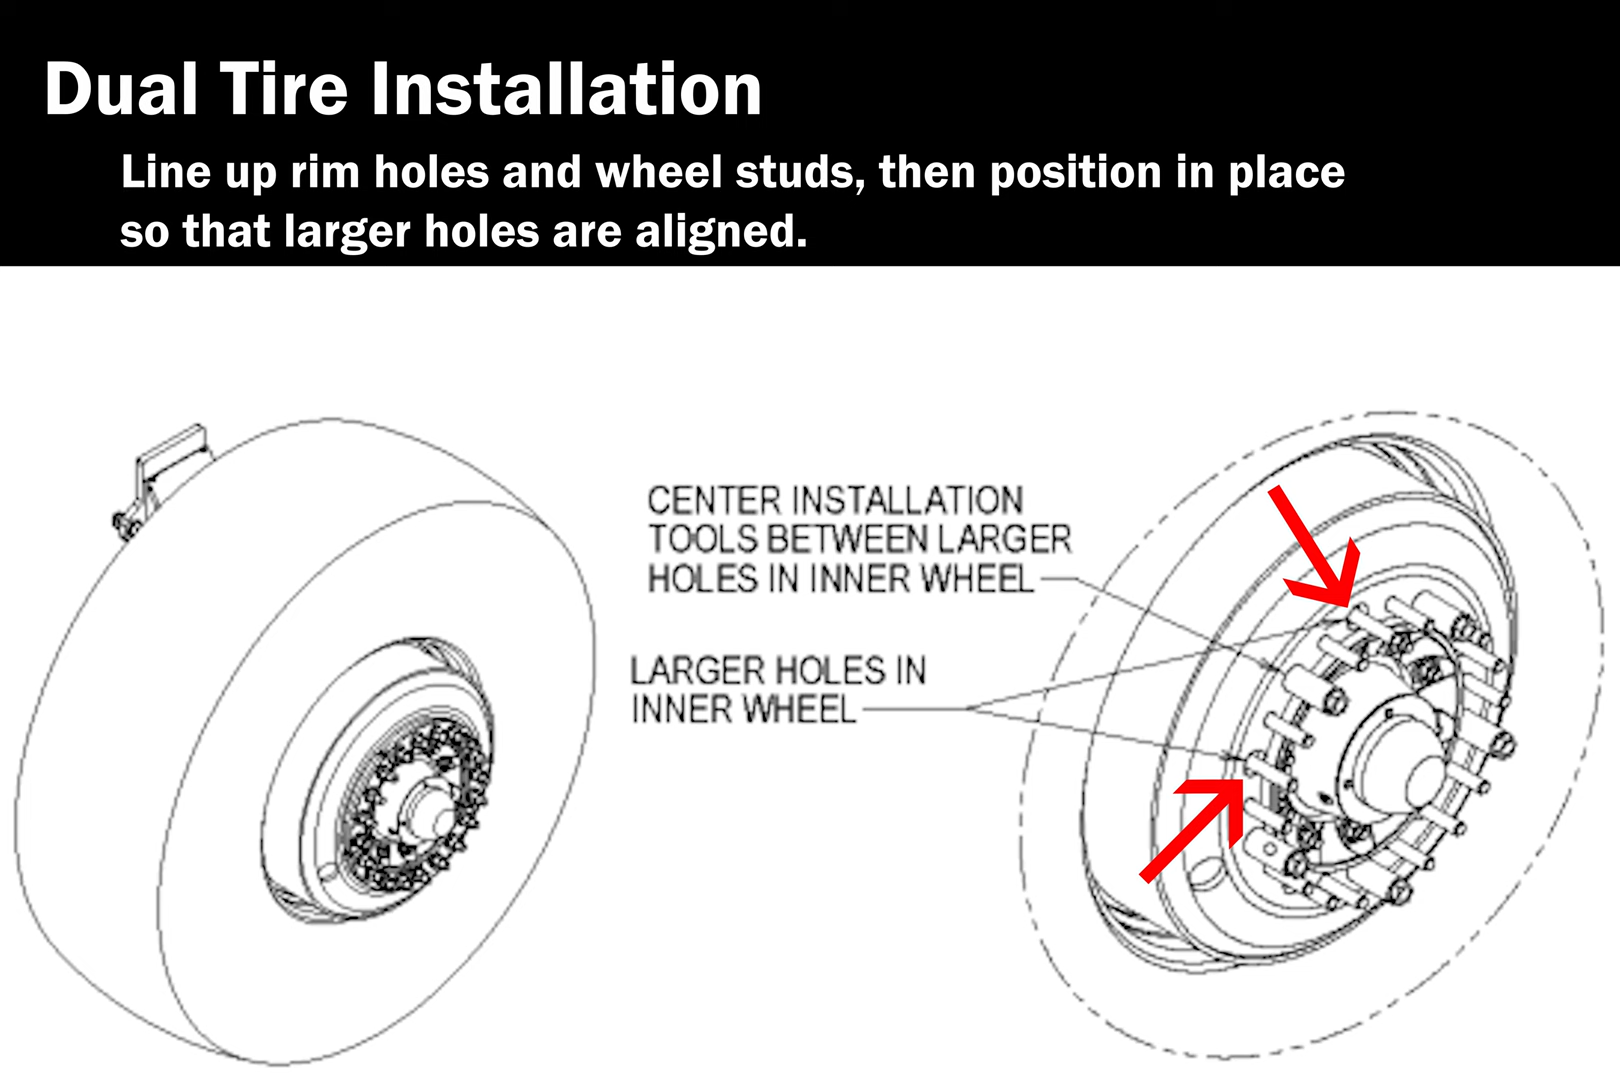 Dual Tire Installation
Line up rim holes and wheel studs, then position in place
so that larger holes are aligned.
CENTER INSTALLATION
TOOLS BETWEEN LARGER
HOLES IN INNER WHEEL
LARGER HOLES IN
INNER WHEEL